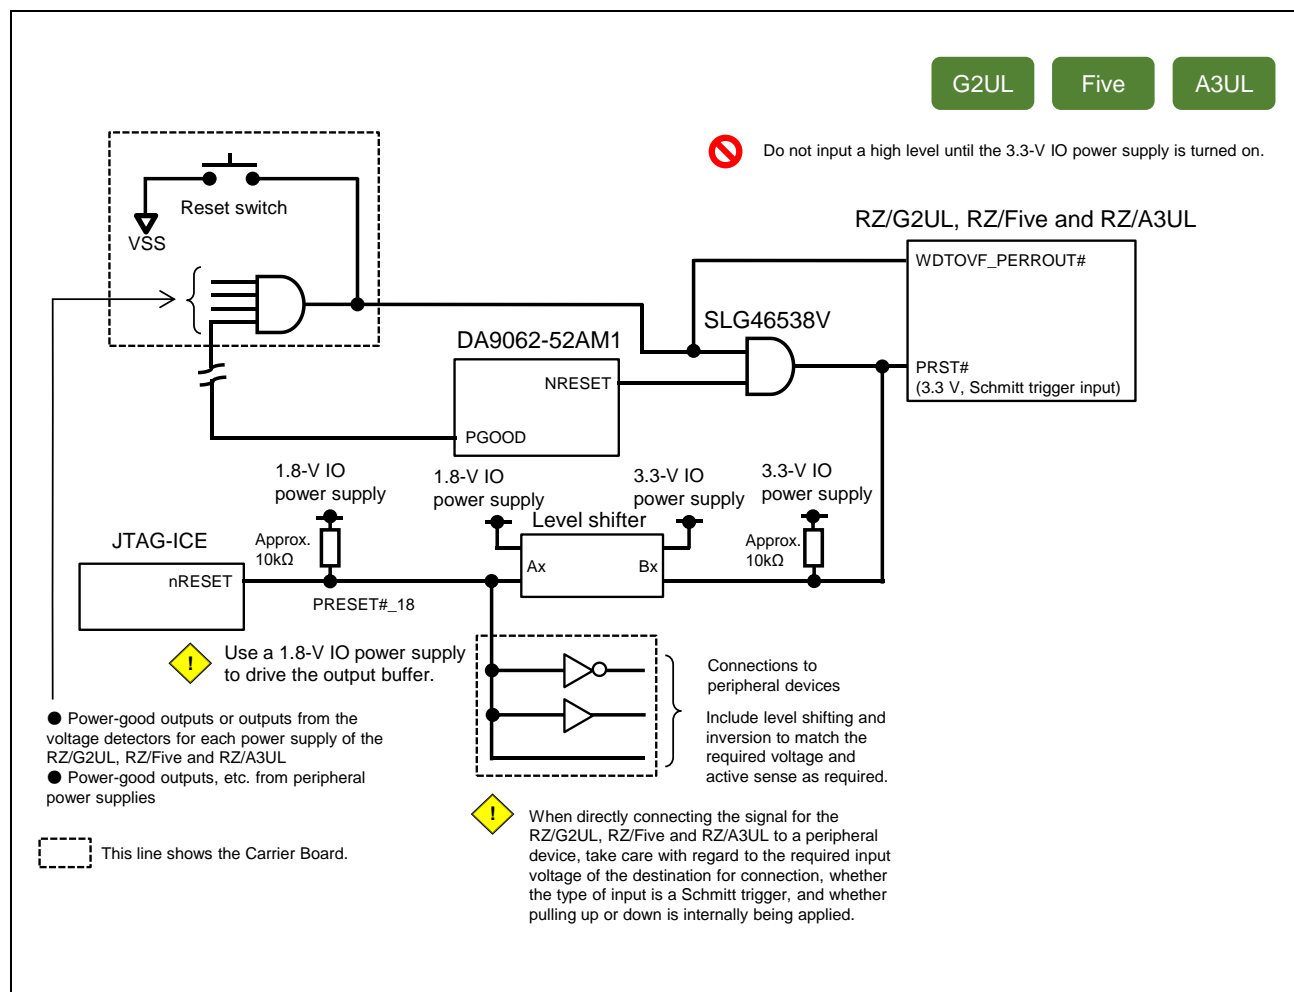 G2UL
Five
A3UL
Do not input a high level until the 3.3-V IO power supply is turned on.
Reset switch
VSS
RZ/G2UL, RZ/Five and RZ/A3UL
WDTOVF_PERROUT#
SLG46538V
DA9062-52AM1
NRESET
PGOOD
PRST#
(3.3 V, Schmitt trigger input)
1.8-V IO
power supply
1.8-V IO
power supply
3.3-V IO
power supply
3.3-V IO
power supply
Level shifter
JTAG-ICE
Approx.
10kΩ
Approx.
10kΩ
nRESET
Ax
Bx
PRESET#_18
!
Use a 1.8-V IO power supply
to drive the output buffer.
Connections to
peripheral devices
Include level shifting and
inversion to match the
required voltage and
active sense as required.
● Power-good outputs or outputs from the
voltage detectors for each power supply of the
RZ/G2UL, RZ/Five and RZ/A3UL
● Power-good outputs, etc. from peripheral
power supplies
!
When directly connecting the signal for the
RZ/G2UL, RZ/Five and RZ/A3UL to a peripheral
device, take care with regard to the required input
voltage of the destination for connection, whether
the type of input is a Schmitt trigger, and whether
pulling up or down is internally being applied.
This line shows the Carrier Board.